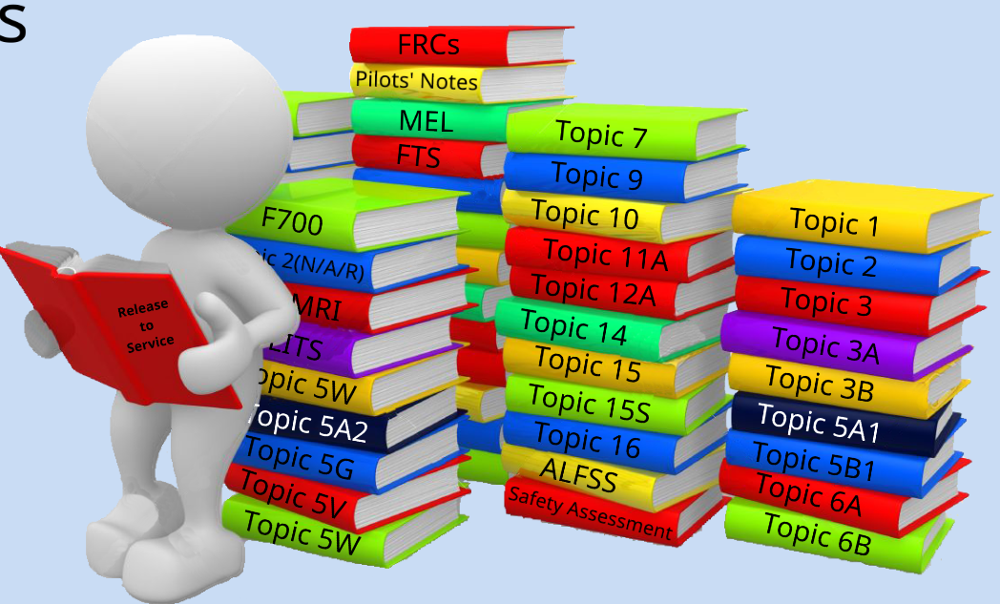 s
Release
to
Service
FRCs
Pilots' Notes
MEL
FTS
F700
ic 2(N/A/R)
MRI
LITS
opic 5W
Topic 5A2
Topic 5G
Topic 5V
Topic 5W
Topic 7
Topic 9
Topic 10
Topic 11A
Topic 12A
Topic 14
Topic 15
Topic 15S
Topic 16
ALFSS
Safety Assessment
Topic 1
Topic 2
Topic 3
Topic 3A
Topic 3B
Topic 5A1
Topic 5B1
Topic 6A
Topic 6B